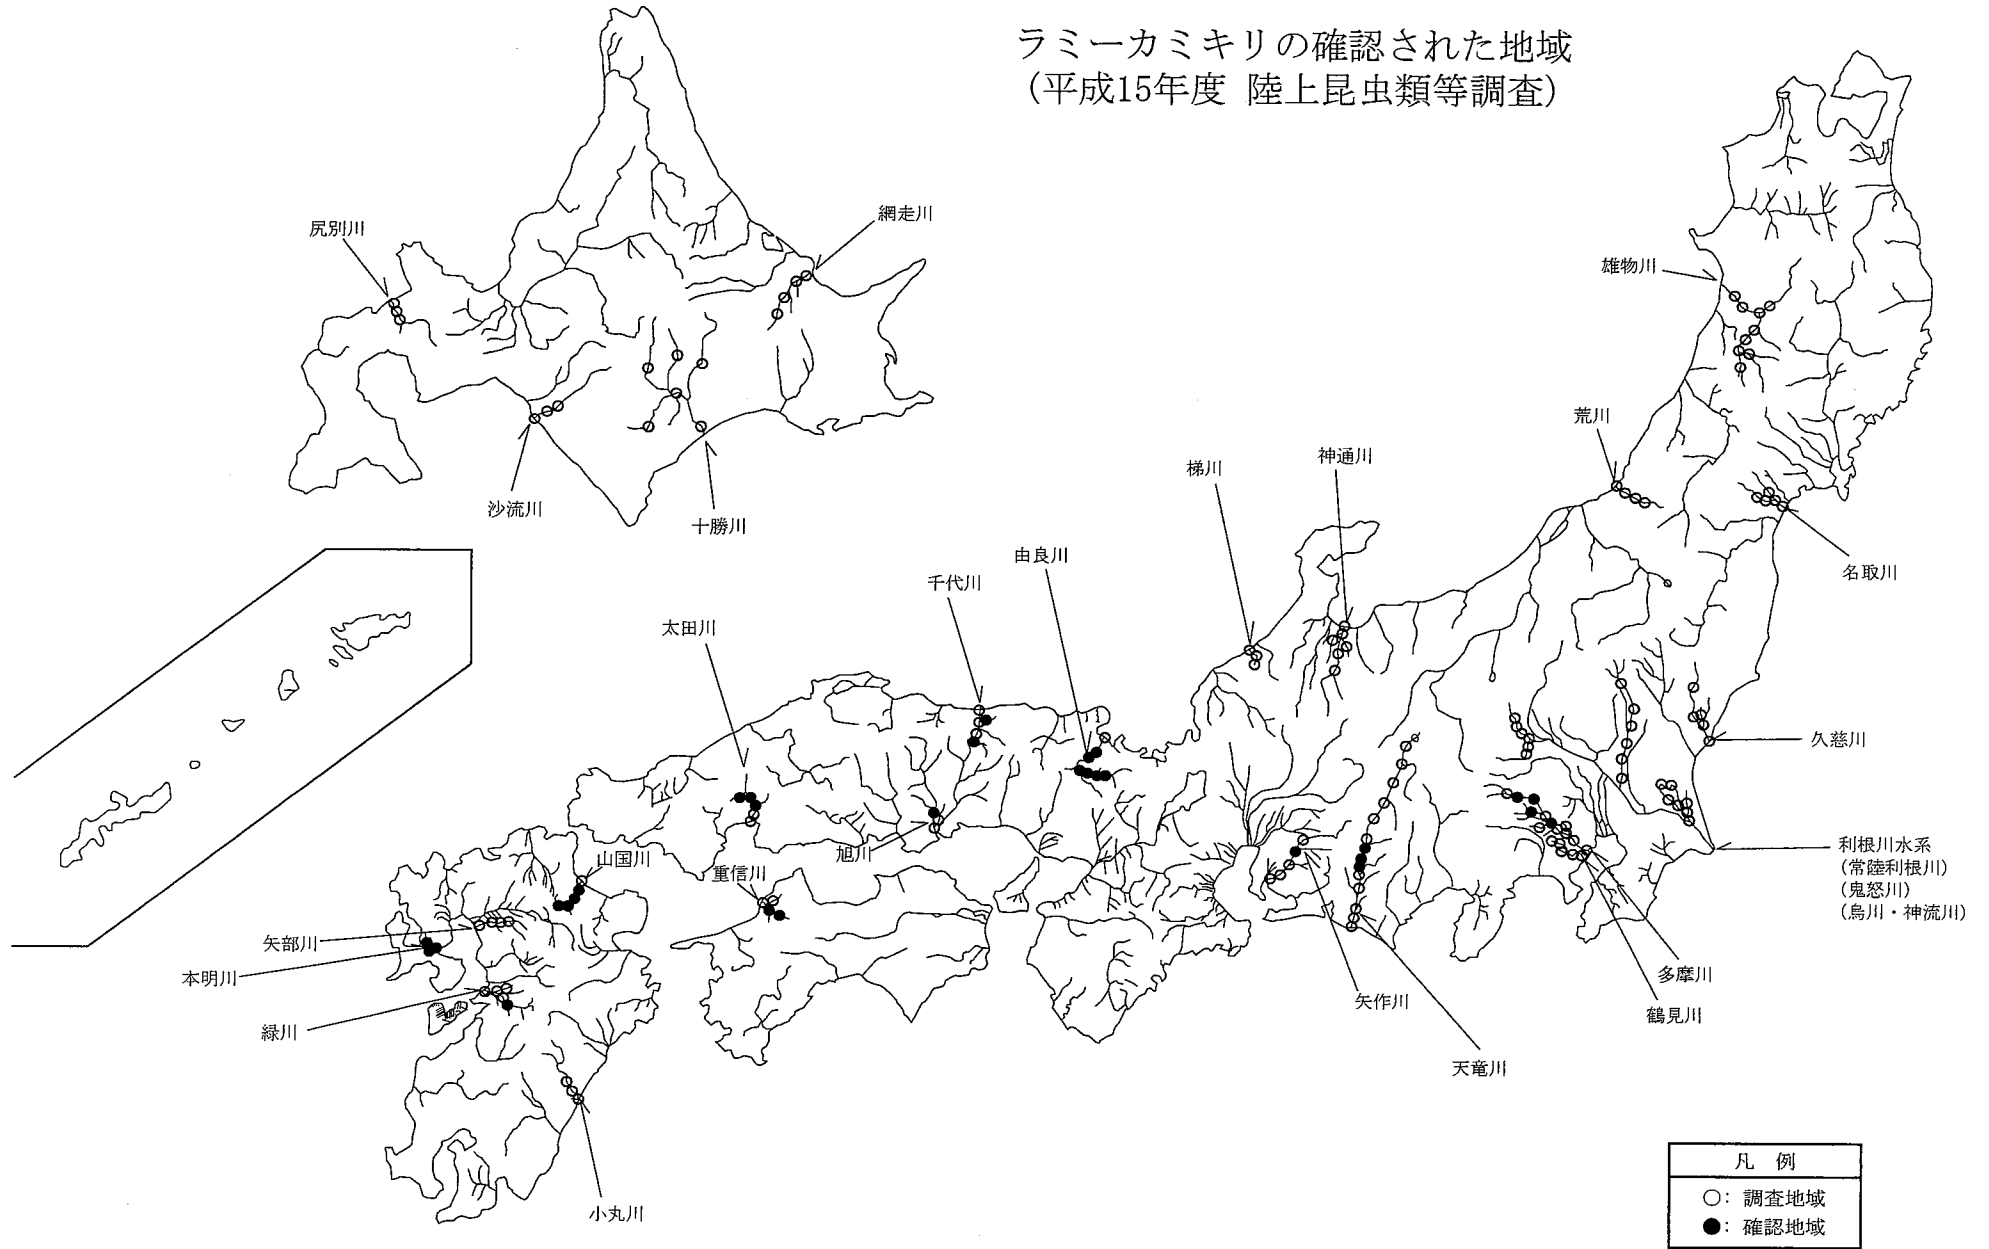 ラミーカミキリの確認された地域
(平成15年度 陸上昆虫類等調査)
尻別川
網走川
沙流川
十勝川
雄物川
荒川
名取川
梯川
神通川
由良川
千代川
太田川
久慈川
利根川水系
(常陸利根川)
(鬼怒川)
(烏川・神流川)
多摩川
鶴見川
天竜川
矢作川
旭川
重信川
山国川
矢部川
本明川
緑川
小丸川
凡 例
○: 調査地域
●: 確認地域